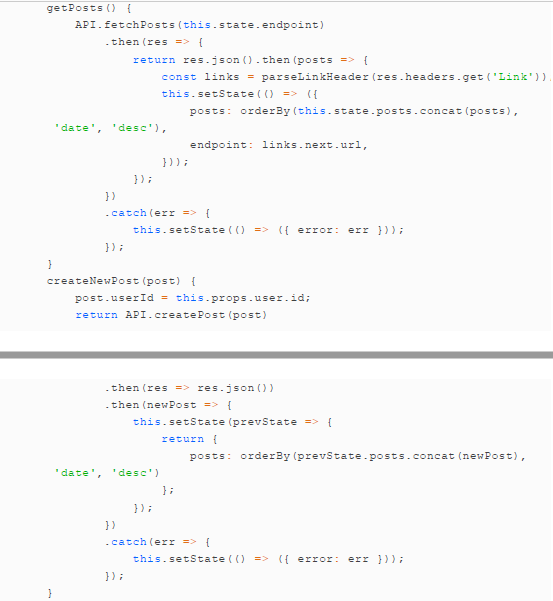 getPosts() {
API.fetchPosts(this.state.endpoint)
.then(res => {
return res.json().then(posts => {
const links = parseLinkHeader(res.headers.get('Link'))
this.setState(() => ({
posts: orderBy(this.state.posts.concat(posts),
'date', 'desc'),
endpoint: links.next.url,
}));
});
})
.catch(err => {
this.setState(() => ({ error: err }));
});
}
createNewPost(post) {
post.userId = this.props.user.id;
return API.createPost(post)
.then(res => res.json())
.then(newPost => {
this.setState(prevState => {
return {
posts: orderBy(prevState.posts.concat(newPost),
'date', 'desc')
};
});
})
.catch(err => {
this.setState(() => ({ error: err }));
});
}